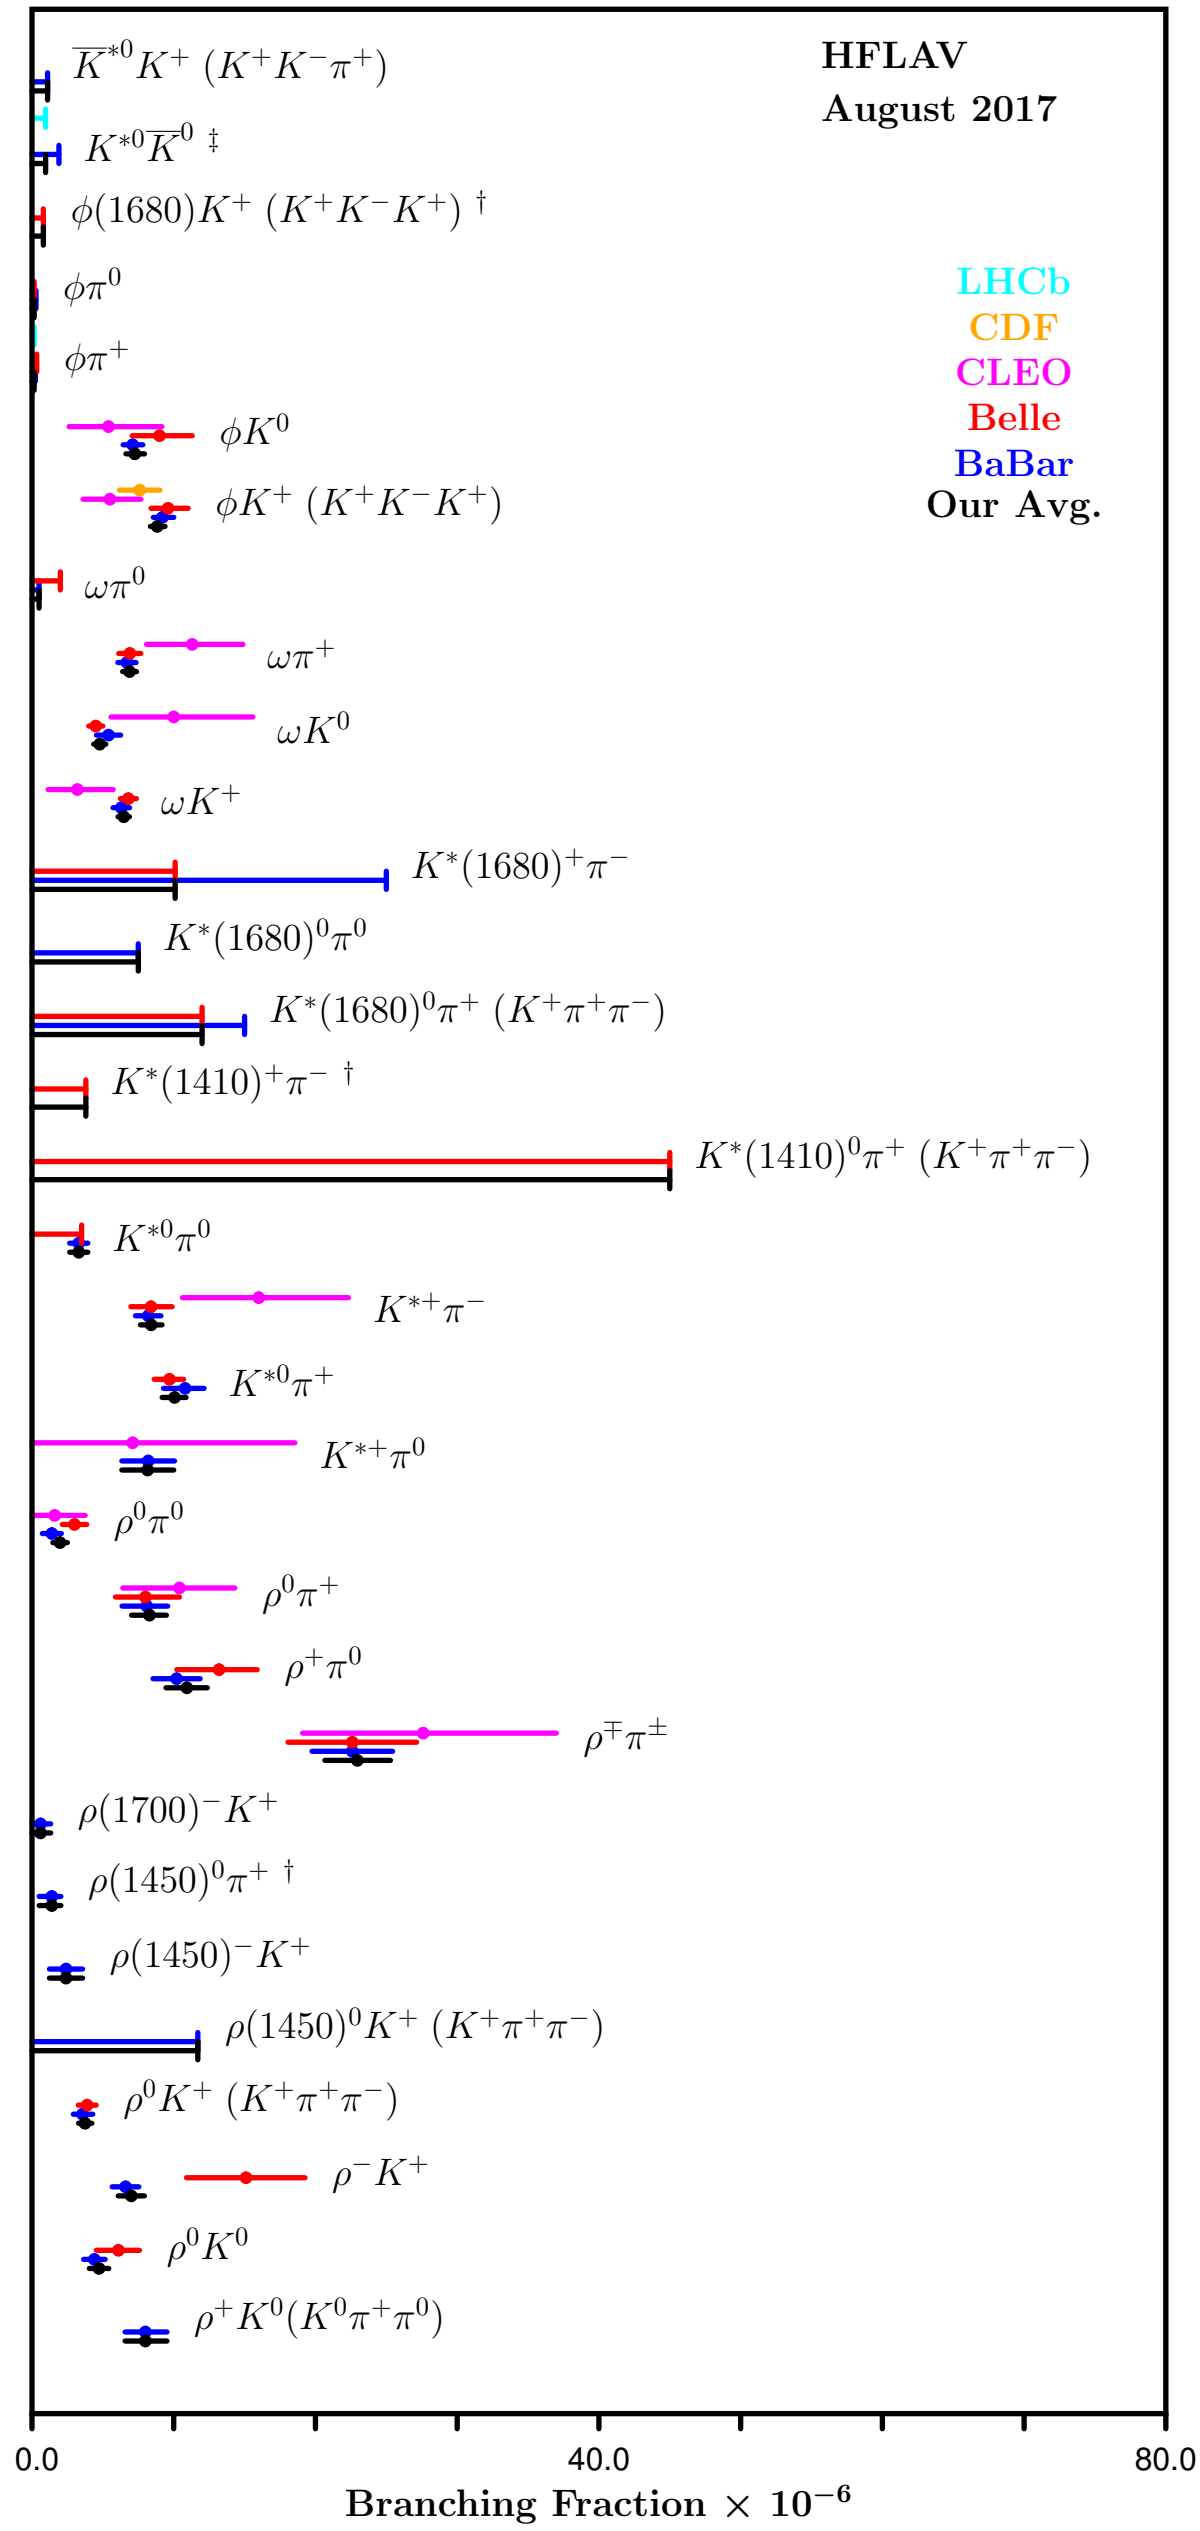 K̅*⁰K⁺ (K⁺K⁻π⁺)
HFLAV
August 2017
K*⁰K̅⁰ ‡
ϕ(1680)K⁺ (K⁺K⁻K⁺) †
ϕπ⁰
LHCb
CDF
ϕπ⁺
CLEO
Belle
ϕK⁰
BaBar
Our Avg.
ϕK⁺ (K⁺K⁻K⁺)
ωπ⁰
ωπ⁺
ωK⁰
ωK⁺
K*(1680)⁺π⁻
K*(1680)⁰π⁰
K*(1680)⁰π⁺ (K⁺π⁺π⁻)
K*(1410)⁺π⁻ †
K*(1410)⁰π⁺ (K⁺π⁺π⁻)
K*⁰π⁰
K*⁺π⁻
K*⁰π⁺
K*⁺π⁰
ρ⁰π⁰
ρ⁰π⁺
ρ⁺π⁰
ρ^∓π^±
ρ(1700)⁻K⁺
ρ(1450)⁰π⁺ †
ρ(1450)⁻K⁺
ρ(1450)⁰K⁺ (K⁺π⁺π⁻)
ρ⁰K⁺ (K⁺π⁺π⁻)
ρ⁻K⁺
ρ⁰K⁰
ρ⁺K⁰(K⁰π⁺π⁰)
0.0 40.0 80.0
Branching Fraction × 10⁻⁶